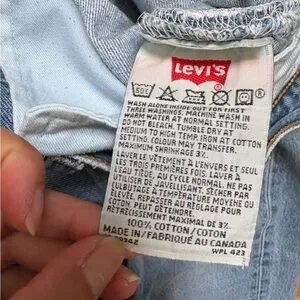 LEVI'S
50C
WASH ALONE INSIDE OUT FOR FIRST
THREE WASHINGS. MACHINE WASH IN
WARM WATER AT NORMAL SETTING.
DO NOT BLEACH. TUMBLE DRY AT
MEDIUM TO HIGH TEMP. IRON AT COTTON
SETTING. COLOUR MAY TRANSFER.
MAXIMUM SHRINKAGE 3%.
LAVER LE VÊTEMENT À L'ENVERS ET SEUL
LES TROIS PREMIÈRES FOIS. LAVER À
L'EAU TIÈDE, AU CYCLE NORMAL. NE PAS
UTILISER DE JAVELLISANT. SÉCHER PAR
CULBUTAGE À TEMPÉRATURE MOYENNE OU
ÉLEVÉE. REPASSER AU RÉGLAGE POUR
COTON. PEUT DÉTEINDRE.
RÉTRÉCISSEMENT MAXIMAL DE 3%.
100% COTTON/COTON
MADE IN/FABRIQUÉ AU CANADA
WPL 423